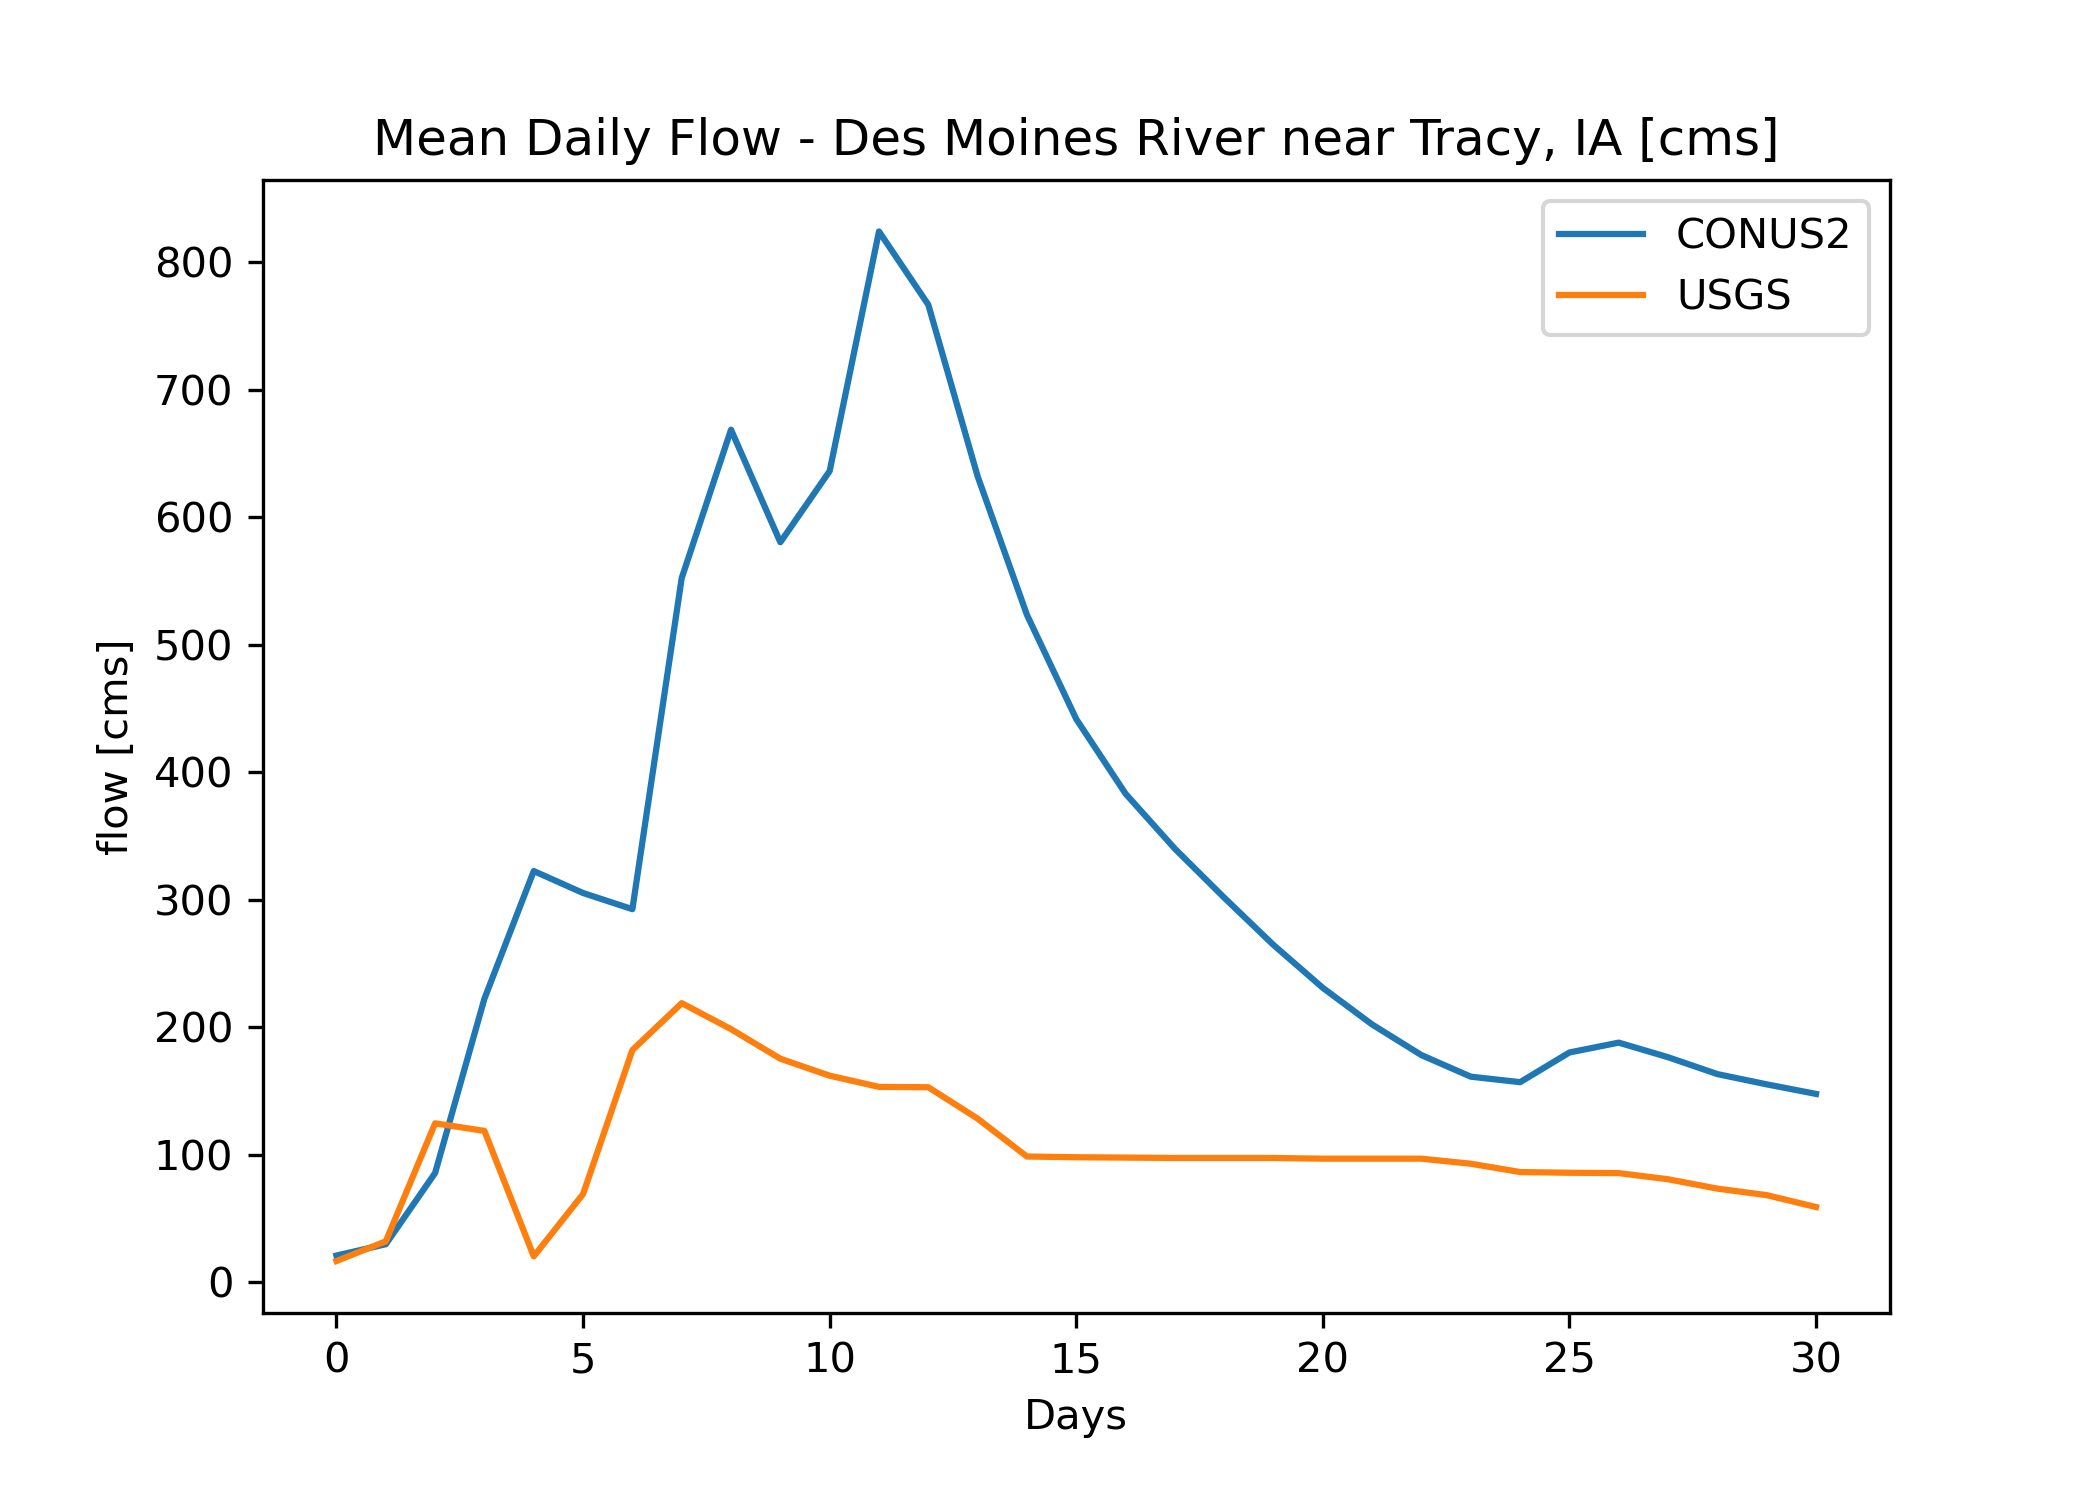 Mean Daily Flow - Des Moines River near Tracy, IA [cms]
CONUS2
USGS
800
700
600
500
400
300
200
100
0
flow [cms]
0 5 10 15 20 25 30
Days